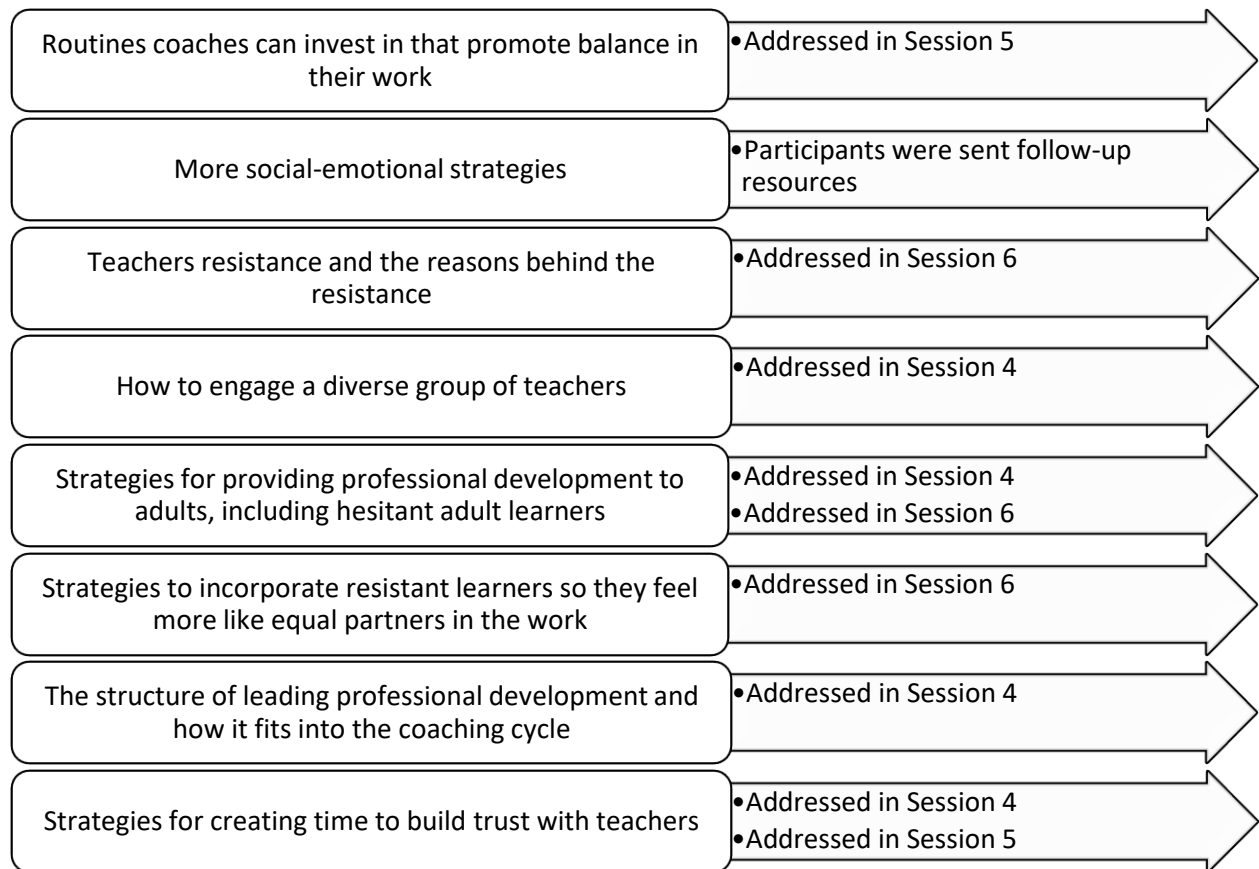 Routines coaches can invest in that promote balance in
their work
•Addressed in Session 5
More social-emotional strategies
•Participants were sent follow-up
resources
Teachers resistance and the reasons behind the
resistance
•Addressed in Session 6
How to engage a diverse group of teachers
•Addressed in Session 4
Strategies for providing professional development to
adults, including hesitant adult learners
•Addressed in Session 4
•Addressed in Session 6
Strategies to incorporate resistant learners so they feel
more like equal partners in the work
•Addressed in Session 6
The structure of leading professional development and
how it fits into the coaching cycle
•Addressed in Session 4
Strategies for creating time to build trust with teachers
•Addressed in Session 4
•Addressed in Session 5